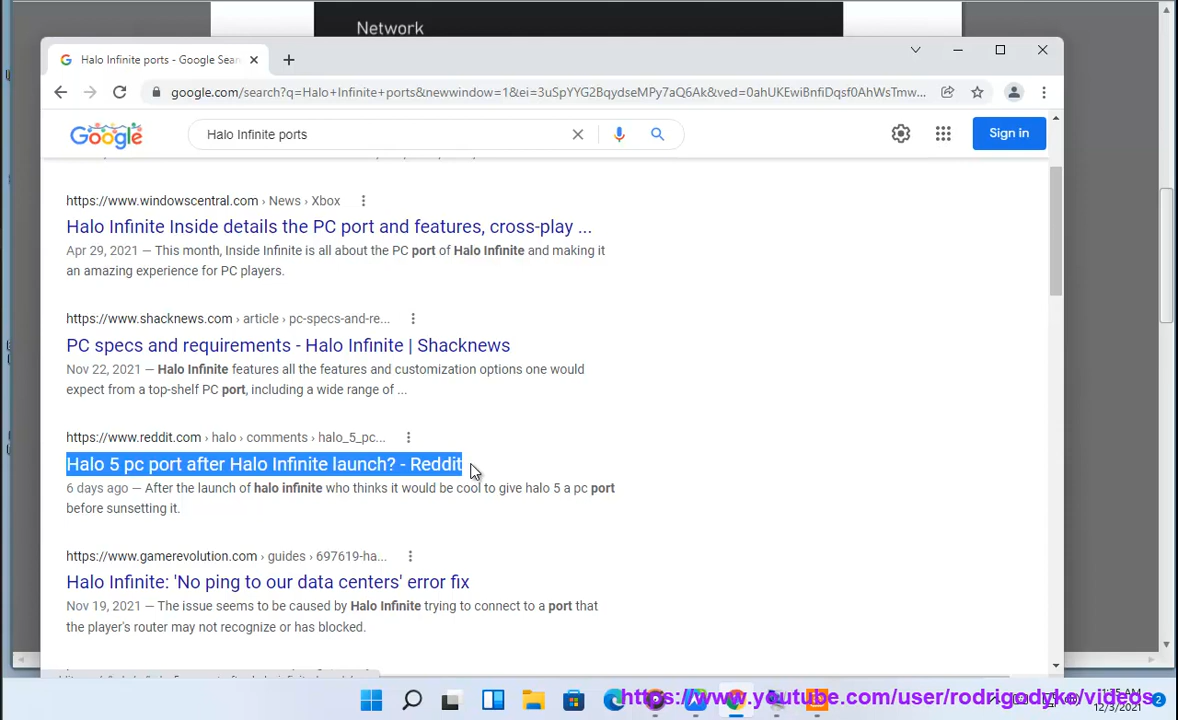 Network
Halo Infinite ports - Google Sear
google.com/search?q=Halo+Infinite+ports&newwindow=1&ei=3uSpYYG2BqydseMPy7aQ6Ak&ved=0ahUKEwiBnfiDqsf0AhWsTmw...
Google
Halo Infinite ports
Sign in
https://www.windowscentral.com › News › Xbox
Halo Infinite Inside details the PC port and features, cross-play ...
Apr 29, 2021 — This month, Inside Infinite is all about the PC port of Halo Infinite and making it
an amazing experience for PC players.
https://www.shacknews.com › article › pc-specs-and-re...
PC specs and requirements - Halo Infinite | Shacknews
Nov 22, 2021 — Halo Infinite features all the features and customization options one would
expect from a top-shelf PC port, including a wide range of ...
https://www.reddit.com › halo › comments › halo_5_pc...
Halo 5 pc port after Halo Infinite launch? - Reddit
6 days ago — After the launch of halo infinite who thinks it would be cool to give halo 5 a pc port
before sunsetting it.
https://www.gamerevolution.com › guides › 697619-ha...
Halo Infinite: 'No ping to our data centers' error fix
Nov 19, 2021 — The issue seems to be caused by Halo Infinite trying to connect to a port that
the player's router may not recognize or has blocked.
https://www.youtube.com/user/rodrigodyke/videos
12/3/2021
2